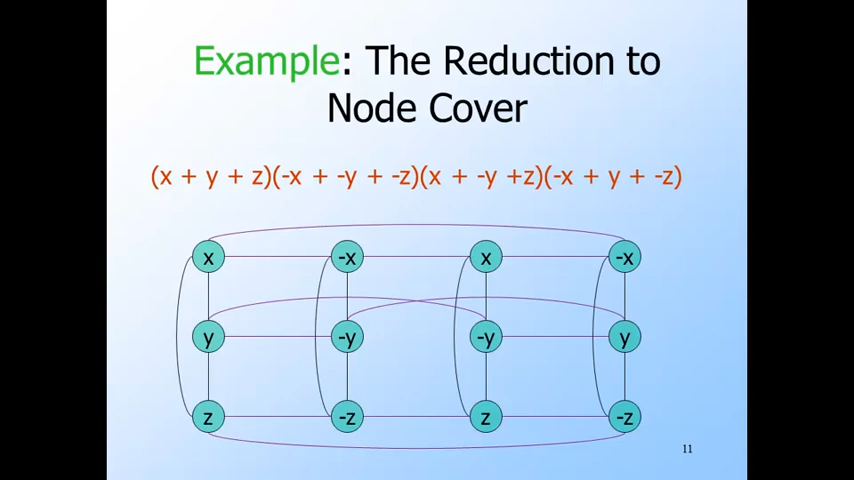 Example: The Reduction to
Node Cover
(x + y + z)(-x + -y + -z)(x + -y +z)(-x + y + -z)
x -x x -x
y -y -y y
z -z z -z
11